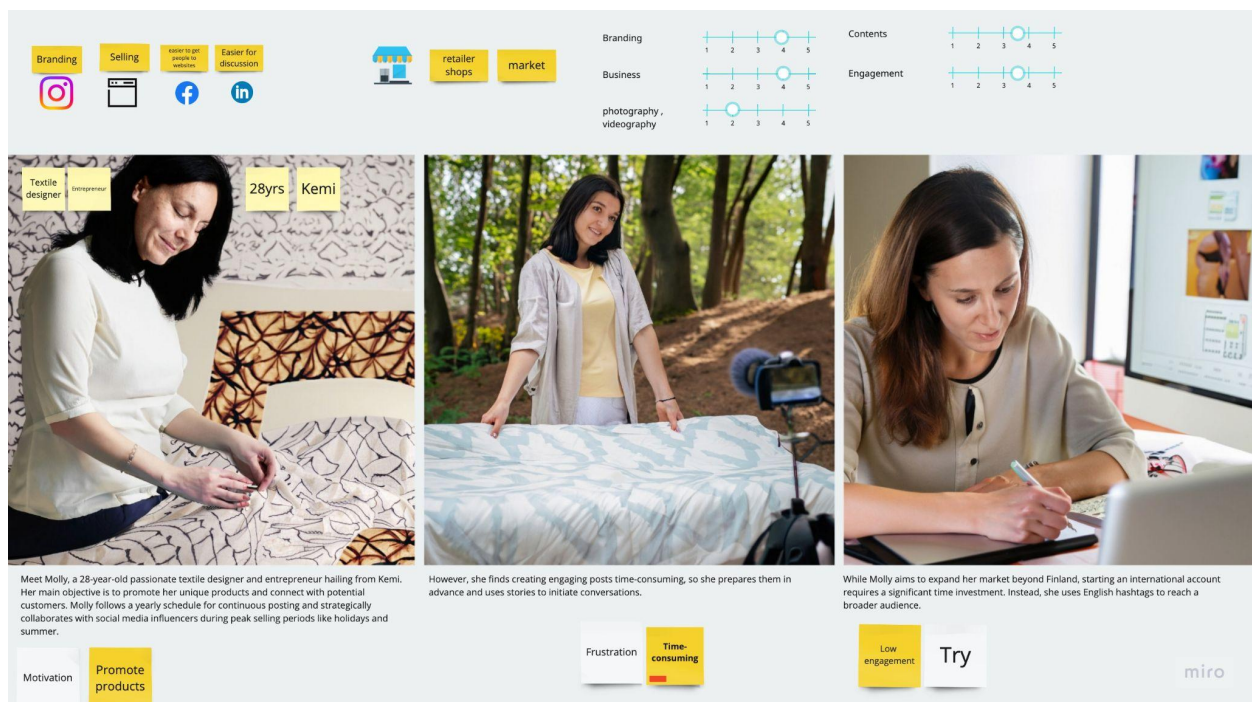 Branding
Selling
easier to get
people to
websites
Easier for
discussion
in
retailer
shops
market
Branding
1 2 3 4 5
Business
1 2 3 4 5
photography ,
videography
1 2 3 4 5
Contents
1 2 3 4 5
Engagement
1 2 3 4 5
Textile
designer
Entrepreneur
28yrs
Kemi
Meet Molly, a 28-year-old passionate textile designer and entrepreneur hailing from Kemi.
Her main objective is to promote her unique products and connect with potential
customers. Molly follows a yearly schedule for continuous posting and strategically
collaborates with social media influencers during peak selling periods like holidays and
summer.
However, she finds creating engaging posts time-consuming, so she prepares them in
advance and uses stories to initiate conversations.
While Molly aims to expand her market beyond Finland, starting an international account
requires a significant time investment. Instead, she uses English hashtags to reach a
broader audience.
Motivation
Promote
products
Frustration
Time-
consuming
Low
engagement
Try
miro